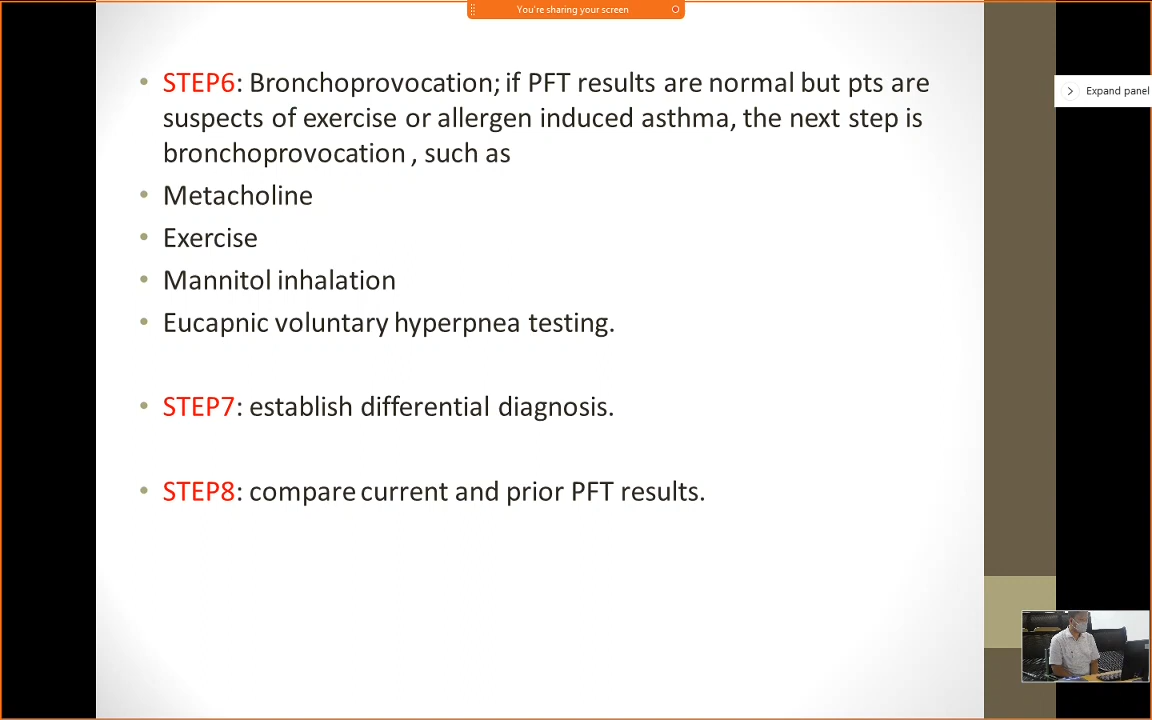 You're sharing your screen
Expand panel
• STEP6: Bronchoprovocation; if PFT results are normal but pts are
suspects of exercise or allergen induced asthma, the next step is
bronchoprovocation , such as
• Metacholine
• Exercise
• Mannitol inhalation
• Eucapnic voluntary hyperpnea testing.
• STEP7: establish differential diagnosis.
• STEP8: compare current and prior PFT results.